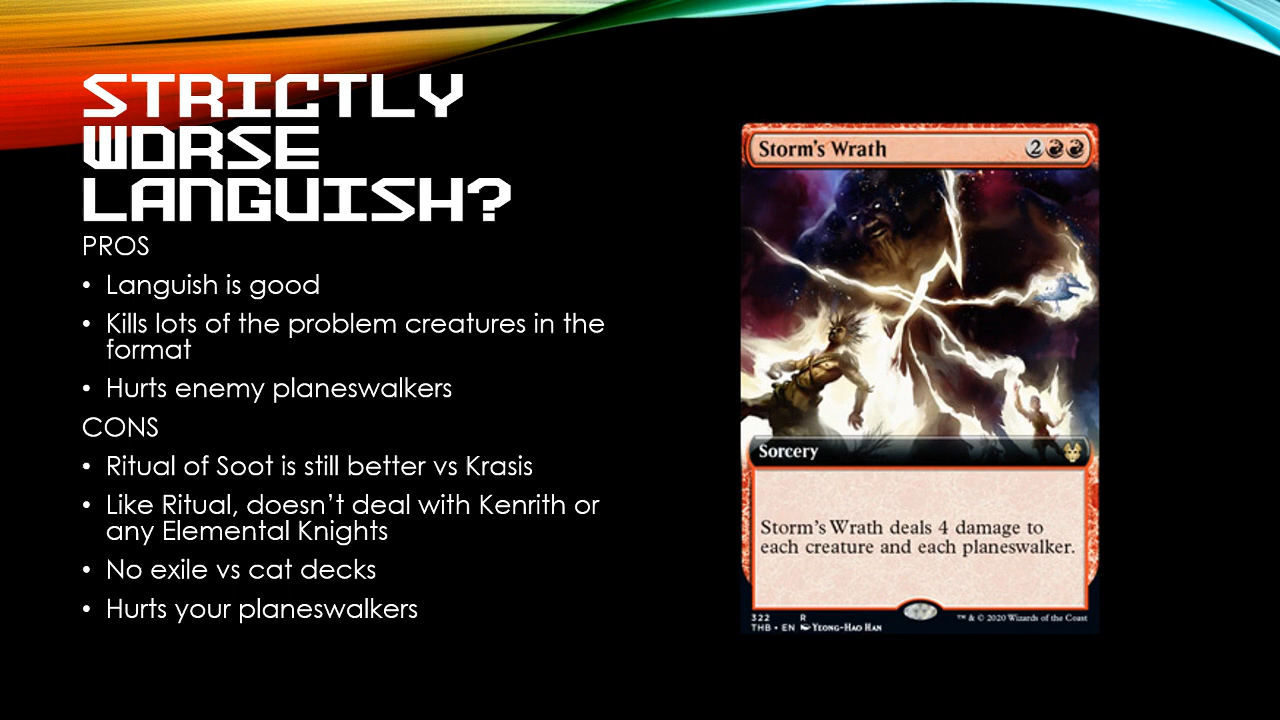 STRICTLY
WORSE
LANGUISH?
PROS
• Languish is good
• Kills lots of the problem creatures in the
format
• Hurts enemy planeswalkers
CONS
• Ritual of Soot is still better vs Krasis
• Like Ritual, doesn’t deal with Kenrith or
any Elemental Knights
• No exile vs cat decks
• Hurts your planeswalkers
Storm’s Wrath 2
Sorcery
Storm’s Wrath deals 4 damage to
each creature and each planeswalker.
322 R
THB • EN Yeong-Hao Han
™ & © 2020 Wizards of the Coast